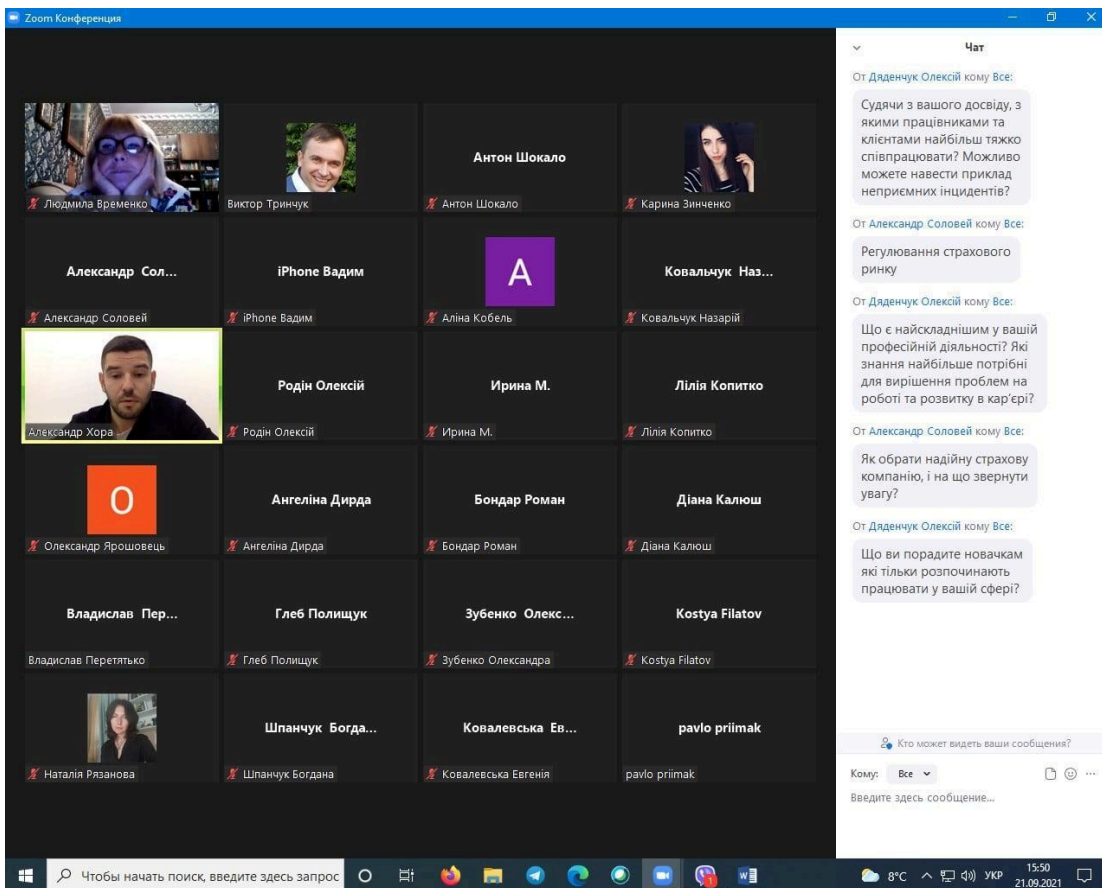 Zoom Конференция
Людмила Временко
Виктор Тринчук
Антон Шокало
Антон Шокало
Карина Зинченко
Александр Сол...
Александр Соловей
iPhone Вадим
iPhone Вадим
А
Аліна Кобель
Ковальчук Наз...
Ковальчук Назарій
Александр Хора
Родін Олексій
Родін Олексій
Ирина М.
Ирина М.
Лілія Копитко
Лілія Копитко
О
Олександр Ярошовець
Ангеліна Дирда
Ангеліна Дирда
Бондар Роман
Бондар Роман
Діана Калюш
Діана Калюш
Владислав Пер...
Владислав Перетятько
Глеб Полищук
Глеб Полищук
Зубенко Олекс...
Зубенко Олександра
Kostya Filatov
Kostya Filatov
Наталія Рязанова
Шпанчук Богда...
Шпанчук Богдана
Ковалевська Ев...
Ковалевська Евгенія
pavlo priimak
pavlo priimak
Чат
От Дяденчук Олексій кому Все:
Судячи з вашого досвіду, з
якими працівниками та
клієнтами найбільш тяжко
співпрацювати? Можливо
можете навести приклад
неприємних інцидентів?
От Александр Соловей кому Все:
Регулювання страхового
ринку
От Дяденчук Олексій кому Все:
Що є найскладнішим у вашій
професійній діяльності? Які
знання найбільше потрібні
для вирішення проблем на
роботі та розвитку в кар'єрі?
От Александр Соловей кому Все:
Як обрати надійну страхову
компанію, і на що звернути
увагу?
От Дяденчук Олексій кому Все:
Що ви порадите новачкам
які тільки розпочинають
працювати у вашій сфері?
Кто может видеть ваши сообщения?
Кому: Все
Введите здесь сообщение...
Чтобы начать поиск, введите здесь запрос
8°C
УКР
15:50
21.09.2021